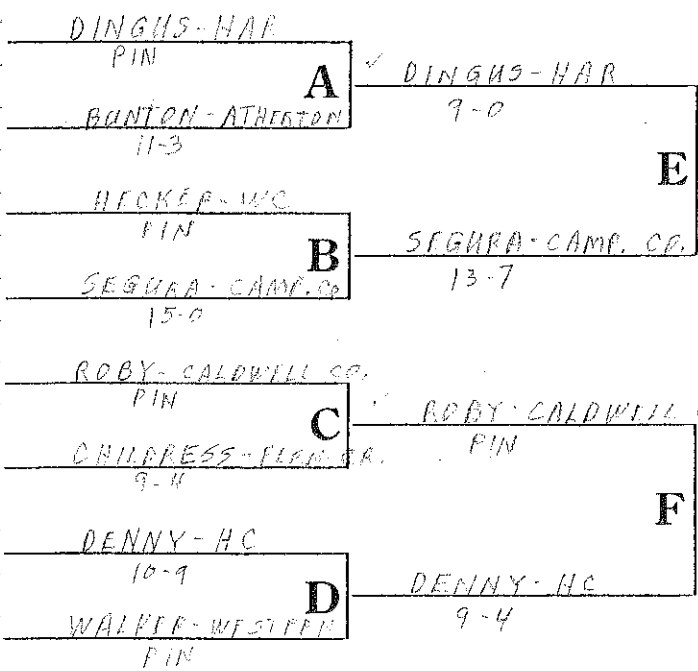 DINGUS-HAR
PIN
A
BUNTON-ATHERTON
11-3
HECKER-WC
PIN
B
SEGURA-CAMP.CO
15-0
ROBY-CALDWELL CO.
PIN
C
CHILDRESS-
DENNY-HC
10-9
D
WALKER-WESTERN
PIN
DINGUS-HAR
9-0
E
SEGURA-CAMP. CO.
13-7
ROBY-CALDWELL
PIN
F
DENNY-HC
9-4